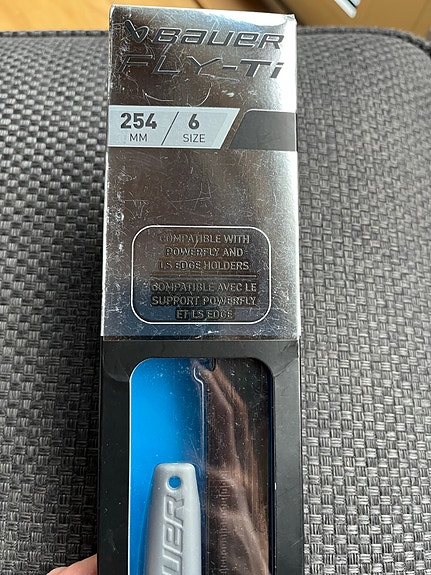 BAUER
FLY-Ti
254 / 6
MM SIZE
COMPATIBLE WITH
POWERFLY AND
LS EDGE HOLDERS
COMPATIBLE AVEC LE
SUPPORT POWERFLY
ET LS EDGE
BAUER